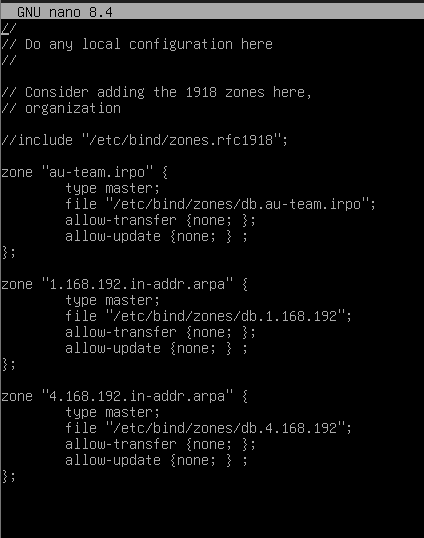 GNU nano 8.4
//
// Do any local configuration here
//
// Consider adding the 1918 zones here,
// organization
//include "/etc/bind/zones.rfc1918";
zone "au-team.irpo" {
type master;
file "/etc/bind/zones/db.au-team.irpo";
allow-transfer {none; };
allow-update {none; } ;
};
zone "1.168.192.in-addr.arpa" {
type master;
file "/etc/bind/zones/db.1.168.192";
allow-transfer {none; };
allow-update {none; } ;
};
zone "4.168.192.in-addr.arpa" {
type master;
file "/etc/bind/zones/db.4.168.192";
allow-transfer {none; };
allow-update {none; } ;
};